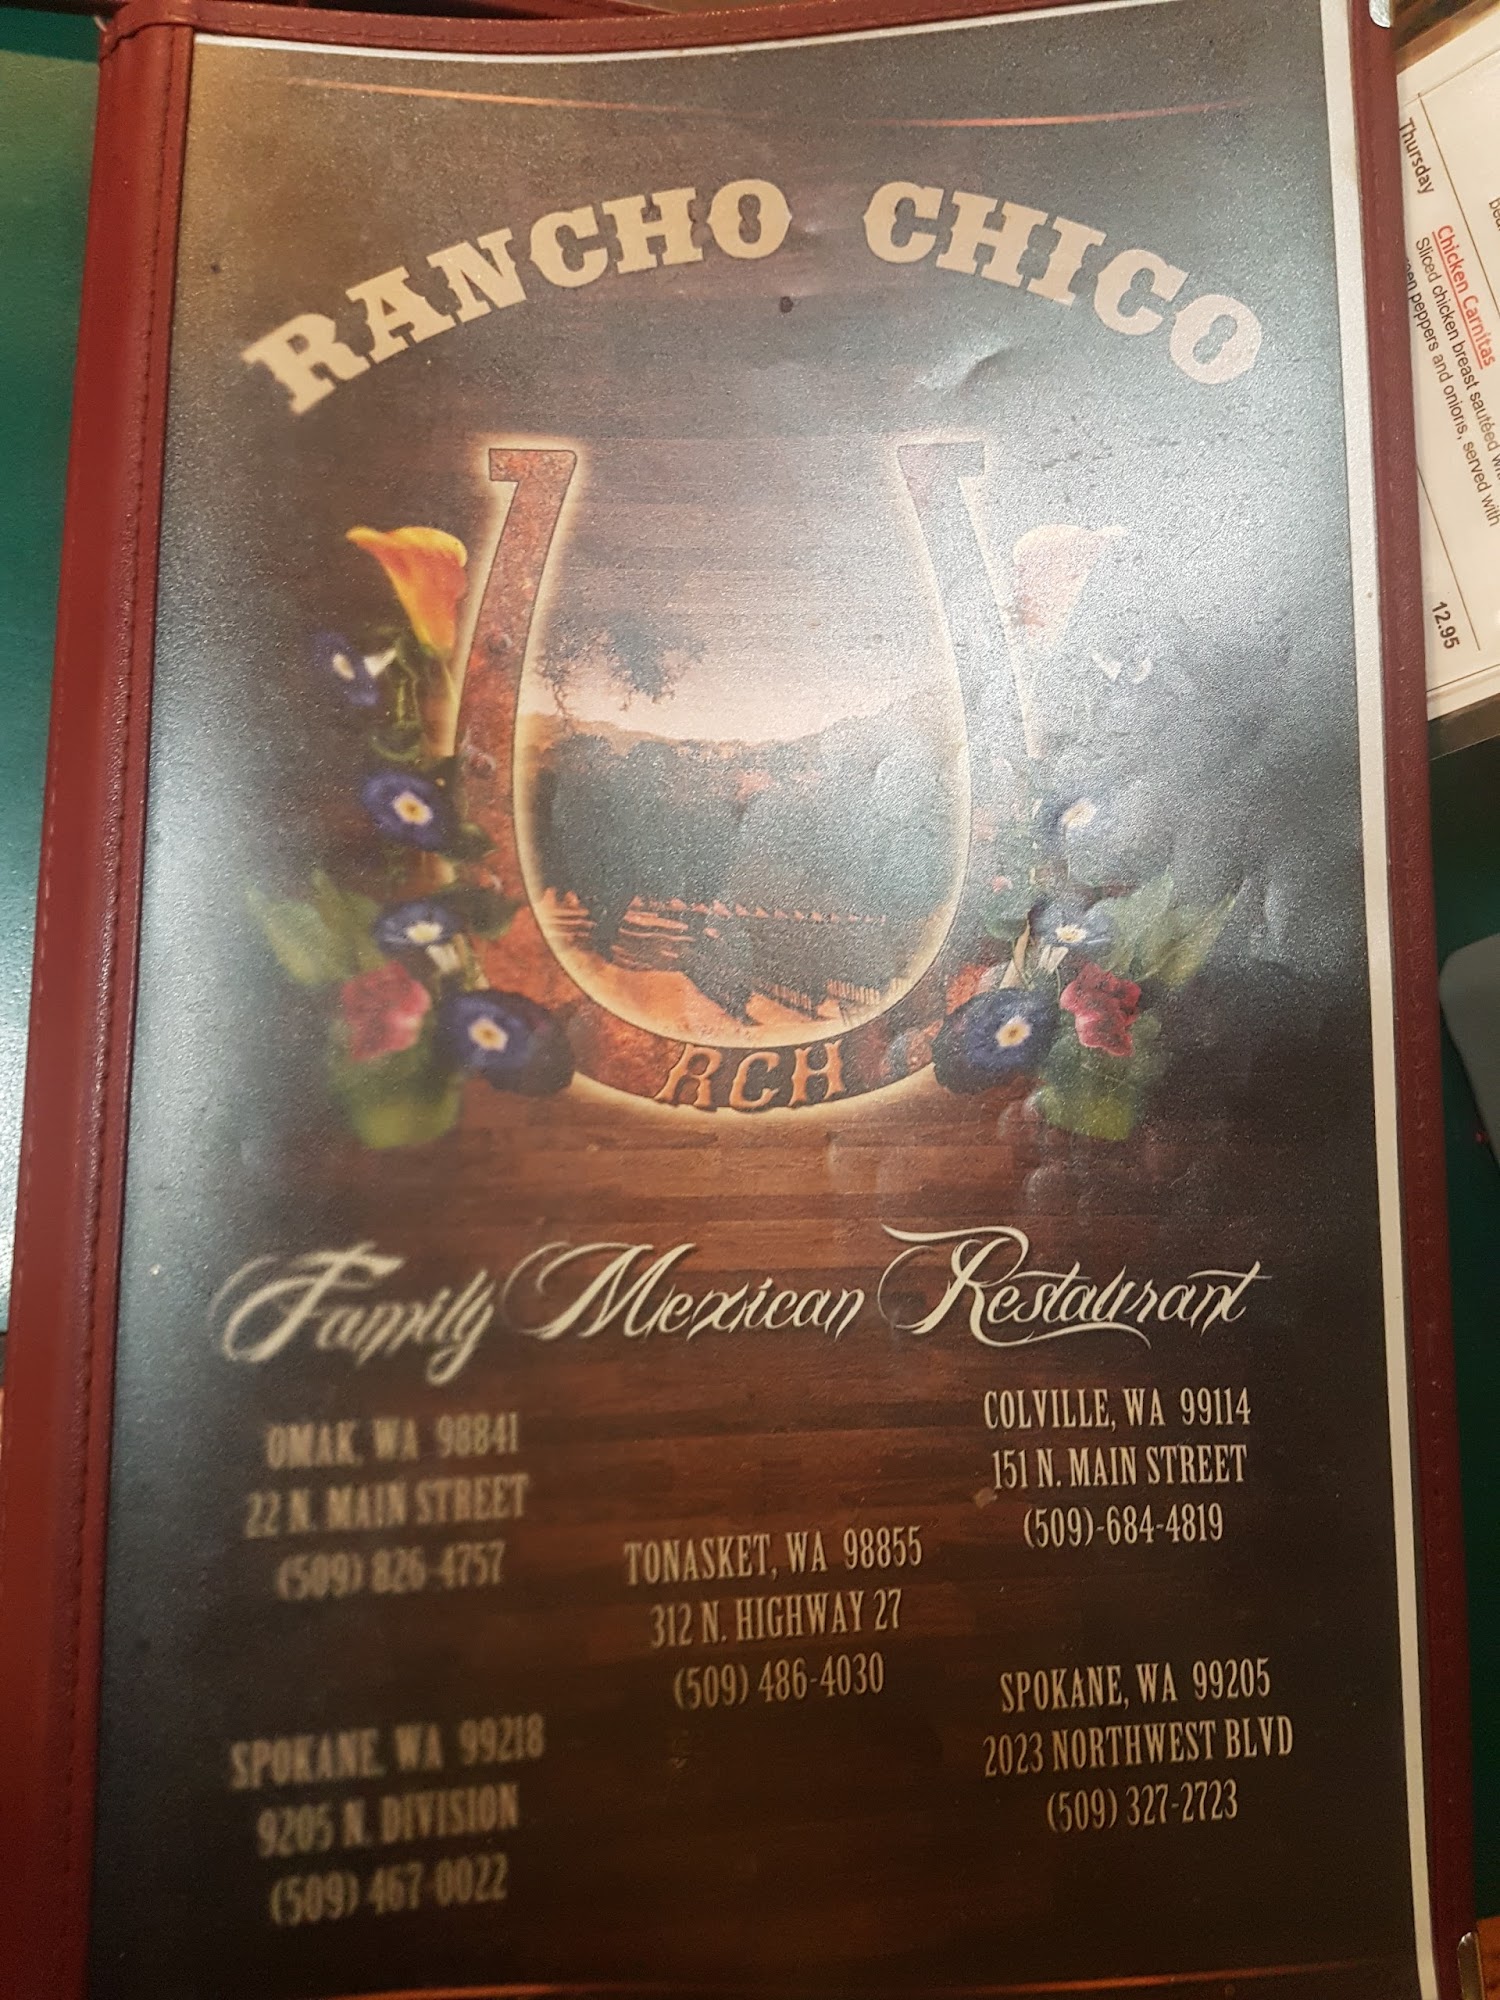 RANCHO CHICO
RCH
Family Mexican Restaurant
OMAK, WA 98841
22 N. MAIN STREET
(509) 826-4757
COLVILLE, WA 99114
151 N. MAIN STREET
(509)-684-4819
TONASKET, WA 98855
312 N. HIGHWAY 27
(509) 486-4030
SPOKANE, WA 99218
9205 N. DIVISION
(509) 467-0022
SPOKANE, WA 99205
2023 NORTHWEST BLVD
(509) 327-2723
Thursday
Chicken Carnitas
Sliced chicken breast sautéed
peppers and onions, served with
12.95